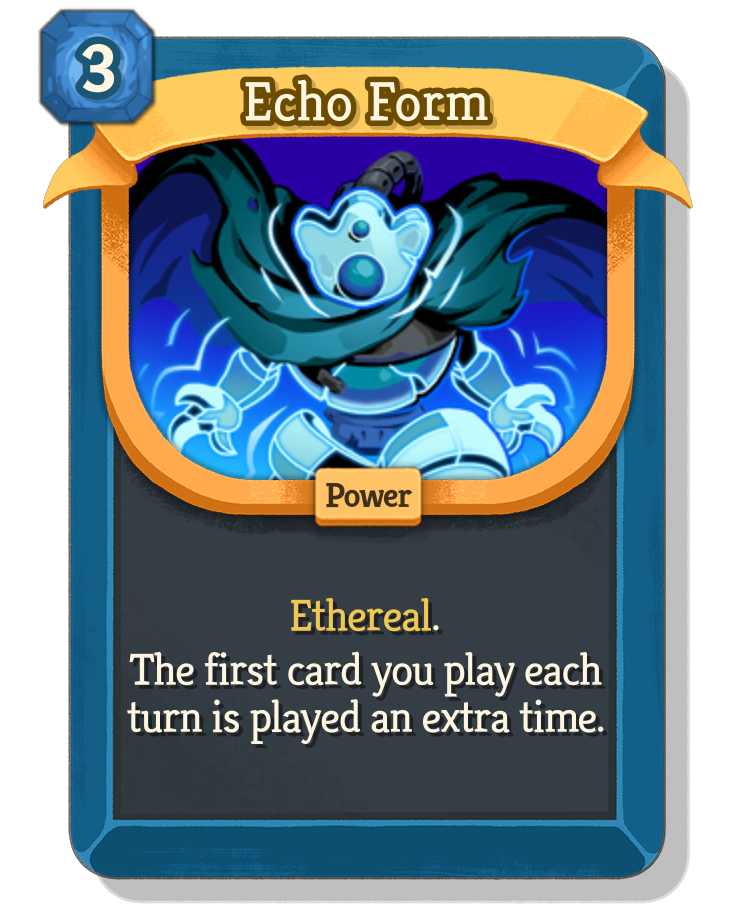 3
Echo Form
Power
Ethereal.
The first card you play each
turn is played an extra time.